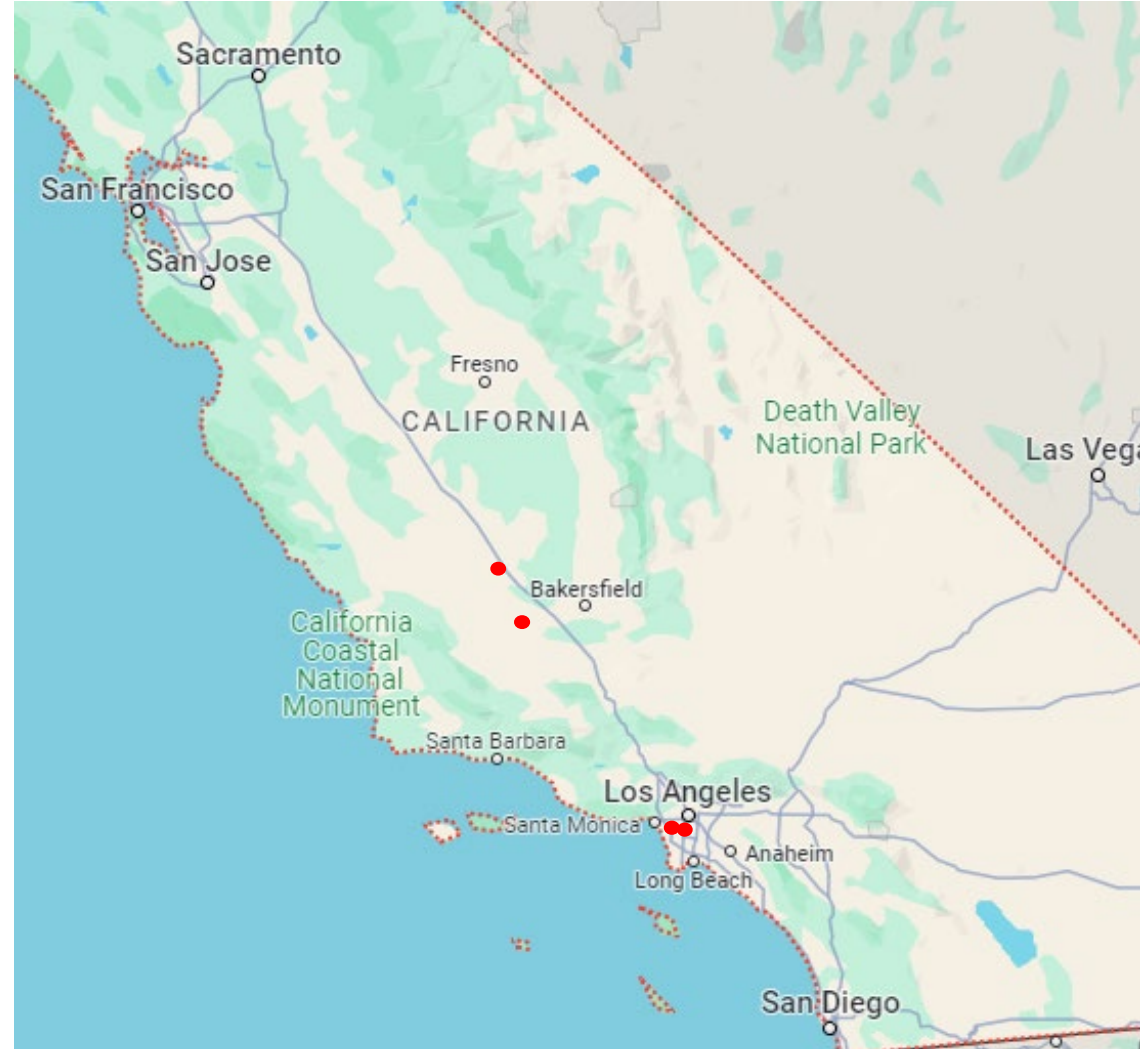 Sacramento
San Francisco
San Jose
Fresno
CALIFORNIA
Death Valley
National Park
Las Vega
Bakersfield
California
Coastal
National
Monument
Santa Barbara
Los Angeles
Santa Monica
Anaheim
Long Beach
San Diego